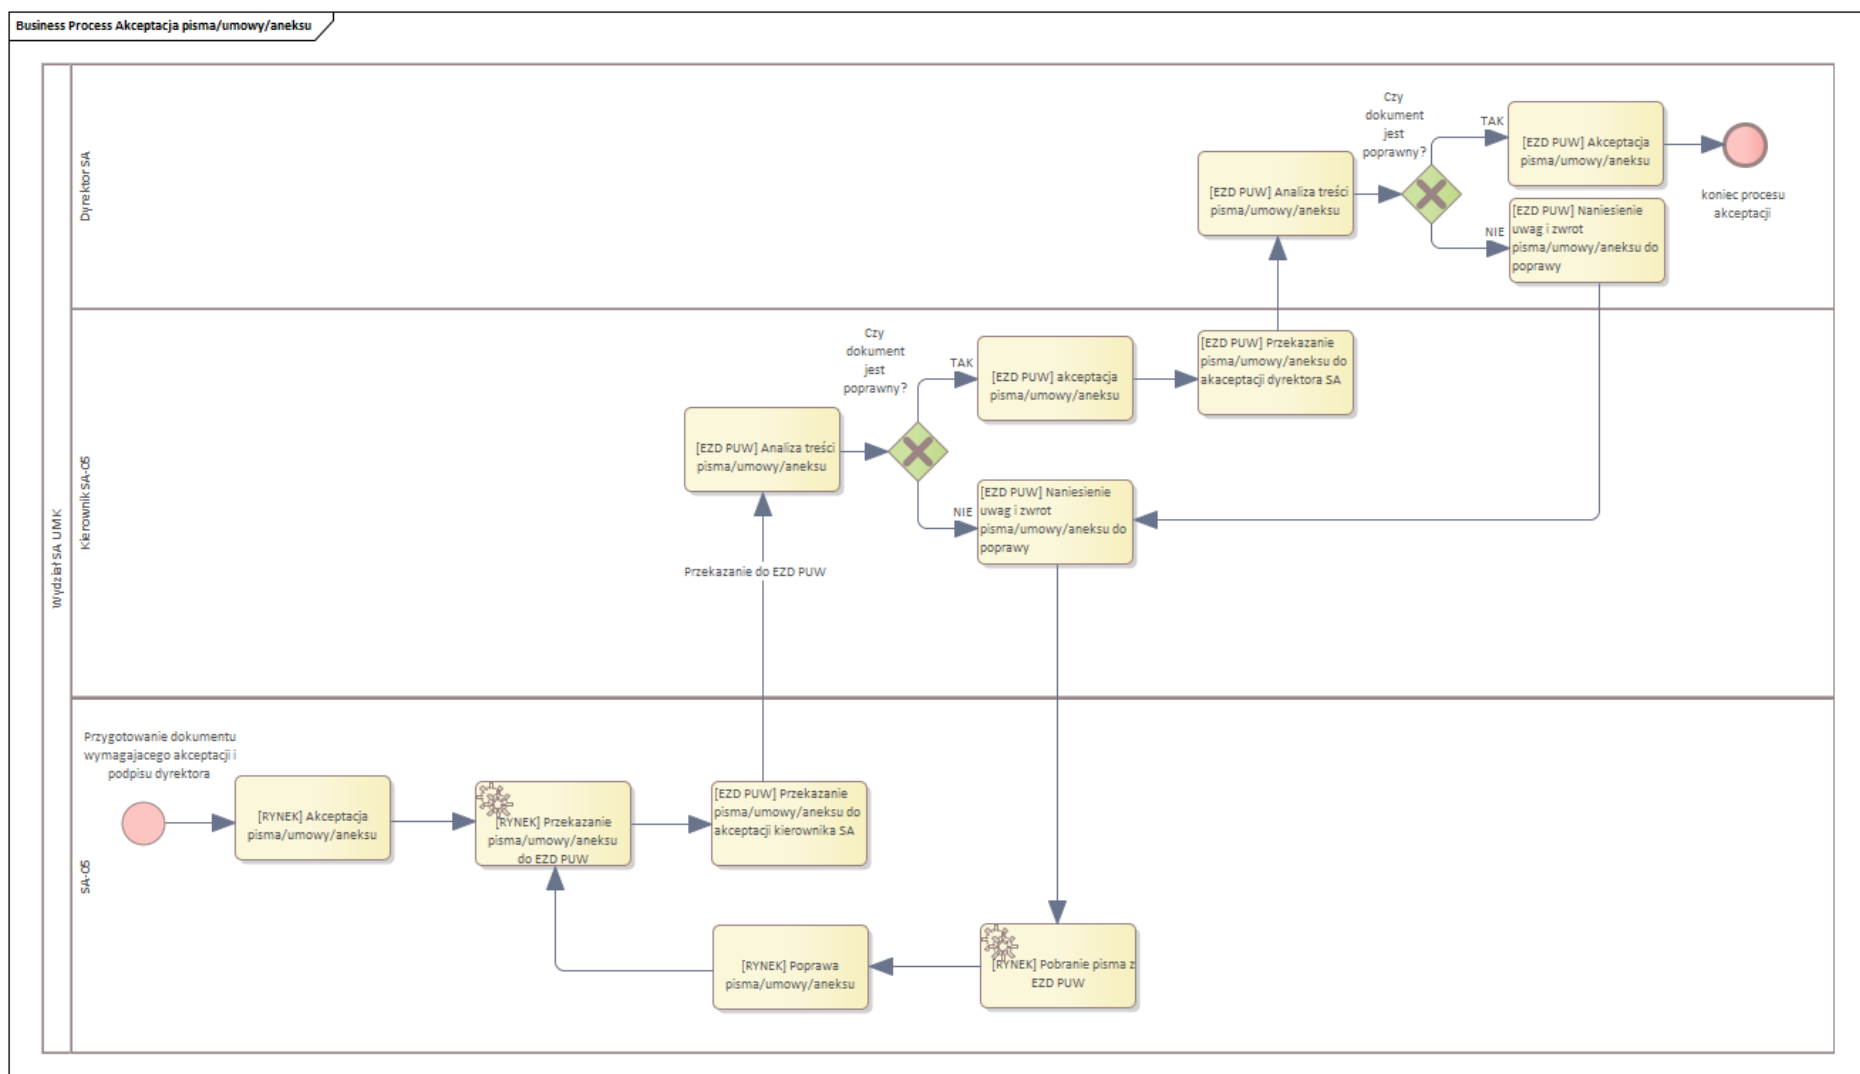 Business Process Akceptacja pisma/umowy/aneksu
Wydział SA UMK
Dyrektor SA
[EZD PUW] Analiza treści
pisma/umowy/aneksu
Czy
dokument
jest
poprawny?
TAK
[EZD PUW] Akceptacja
pisma/umowy/aneksu
koniec procesu
akceptacji
NIE
[EZD PUW] Naniesienie
uwag i zwrot
pisma/umowy/aneksu do
poprawy
Kierownik SA-05
[EZD PUW] Analiza treści
pisma/umowy/aneksu
Czy
dokument
jest
poprawny?
TAK
[EZD PUW] akceptacja
pisma/umowy/aneksu
[EZD PUW] Przekazanie
pisma/umowy/aneksu do
akaceptacji dyrektora SA
NIE
[EZD PUW] Naniesienie
uwag i zwrot
pisma/umowy/aneksu do
poprawy
Przekazanie do EZD PUW
SA-05
Przygotowanie dokumentu
wymagajacego akceptacji i
podpisu dyrektora
[RYNEK] Akceptacja
pisma/umowy/aneksu
[RYNEK] Przekazanie
pisma/umowy/aneksu
do EZD PUW
[EZD PUW] Przekazanie
pisma/umowy/aneksu do
akceptacji kierownika SA
[RYNEK] Poprawa
pisma/umowy/aneksu
[RYNEK] Pobranie pisma z
EZD PUW